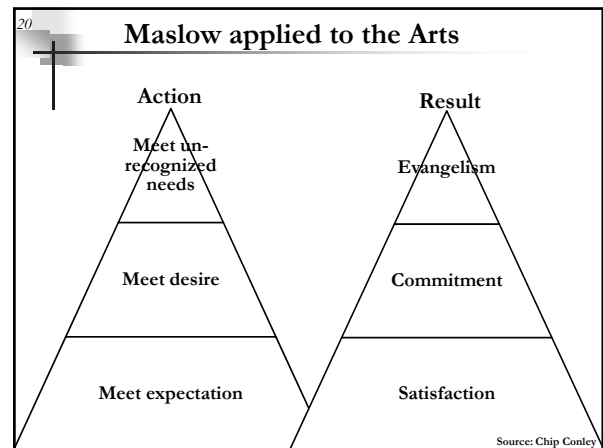 20
Maslow applied to the Arts
Action
Meet un-
recognized
needs
Meet desire
Meet expectation
Result
Evangelism
Commitment
Satisfaction
Source: Chip Conley